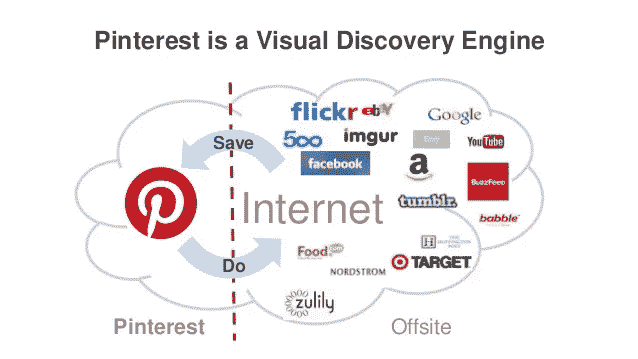 Pinterest is a Visual Discovery Engine
flickr
ebY
Google
Save
500
imgur
Etsy
YouTube
facebook
a
BuzzFeed
Internet
tumblr.
babble
Food.com
H
NORDSTROM
TARGET
Do
zulily
Pinterest
Offsite